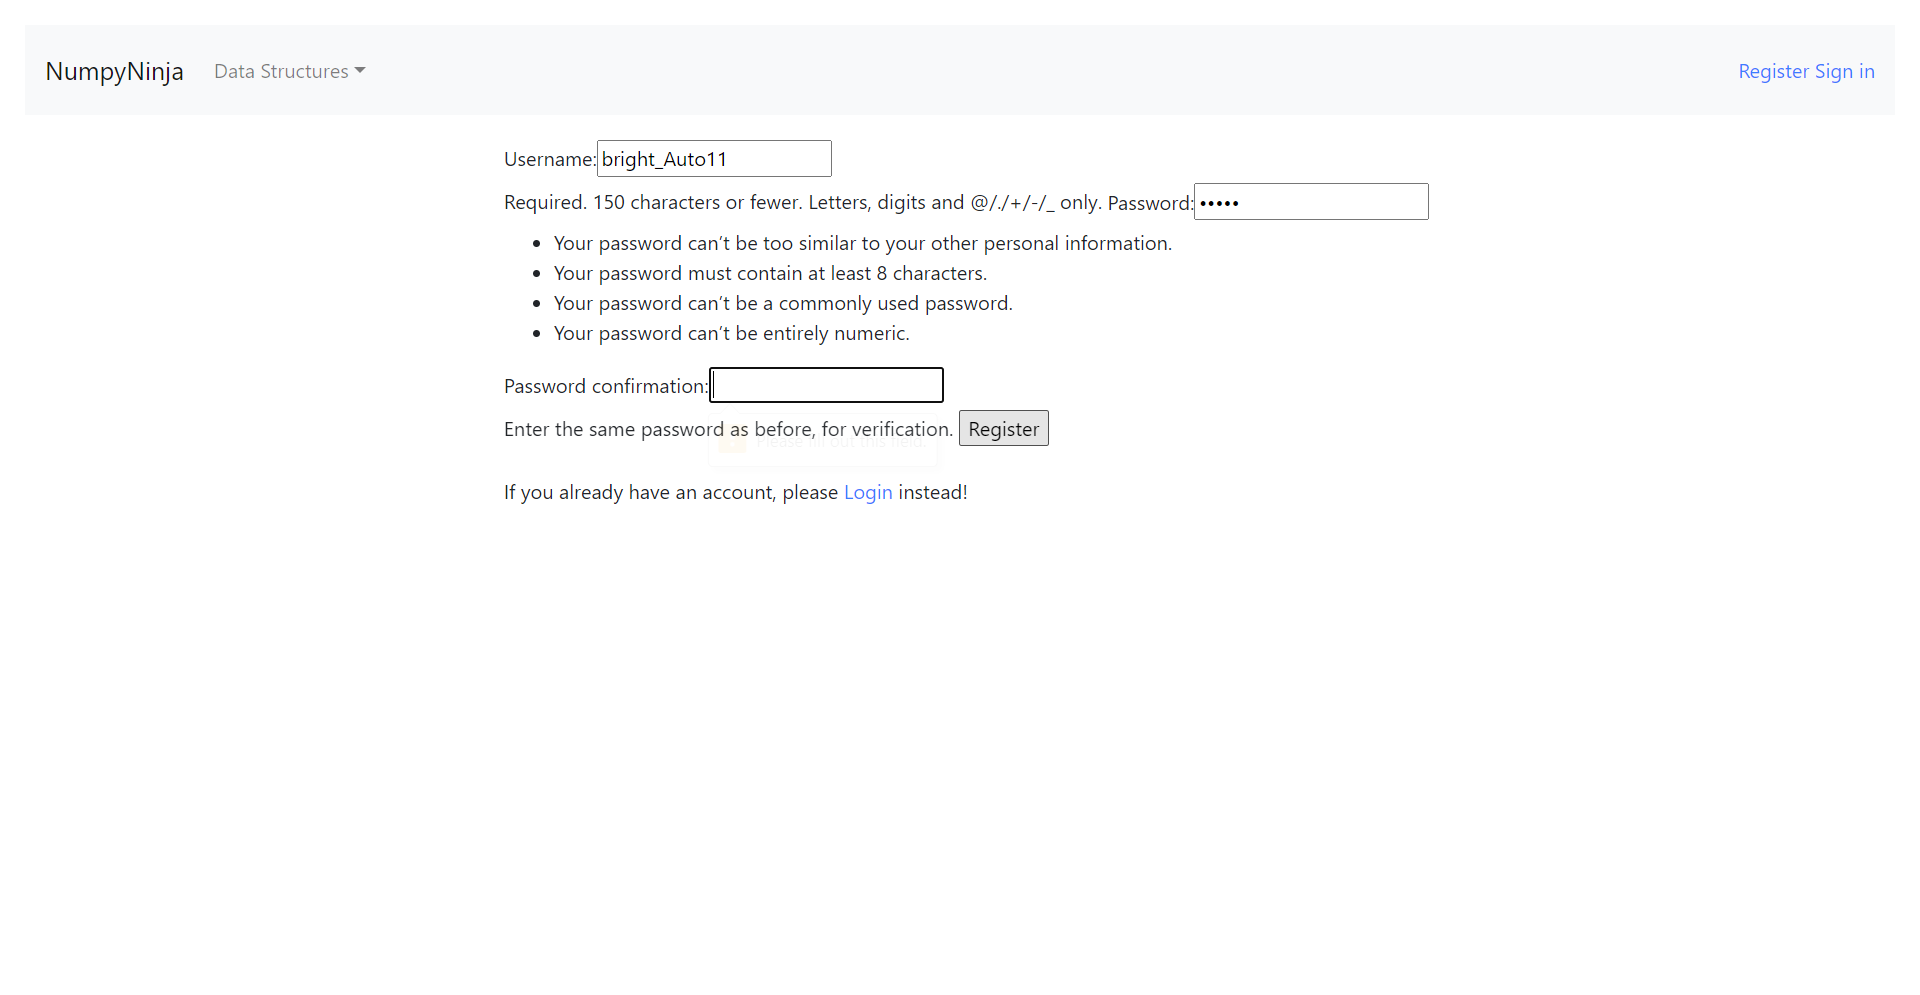 NumpyNinja Data Structures Register Sign in
Username: bright_Auto11
Required. 150 characters or fewer. Letters, digits and @/./+/-/_ only. Password: •••••
• Your password can’t be too similar to your other personal information.
• Your password must contain at least 8 characters.
• Your password can’t be a commonly used password.
• Your password can’t be entirely numeric.
Password confirmation:
Enter the same password as before, for verification. Register
If you already have an account, please Login instead!